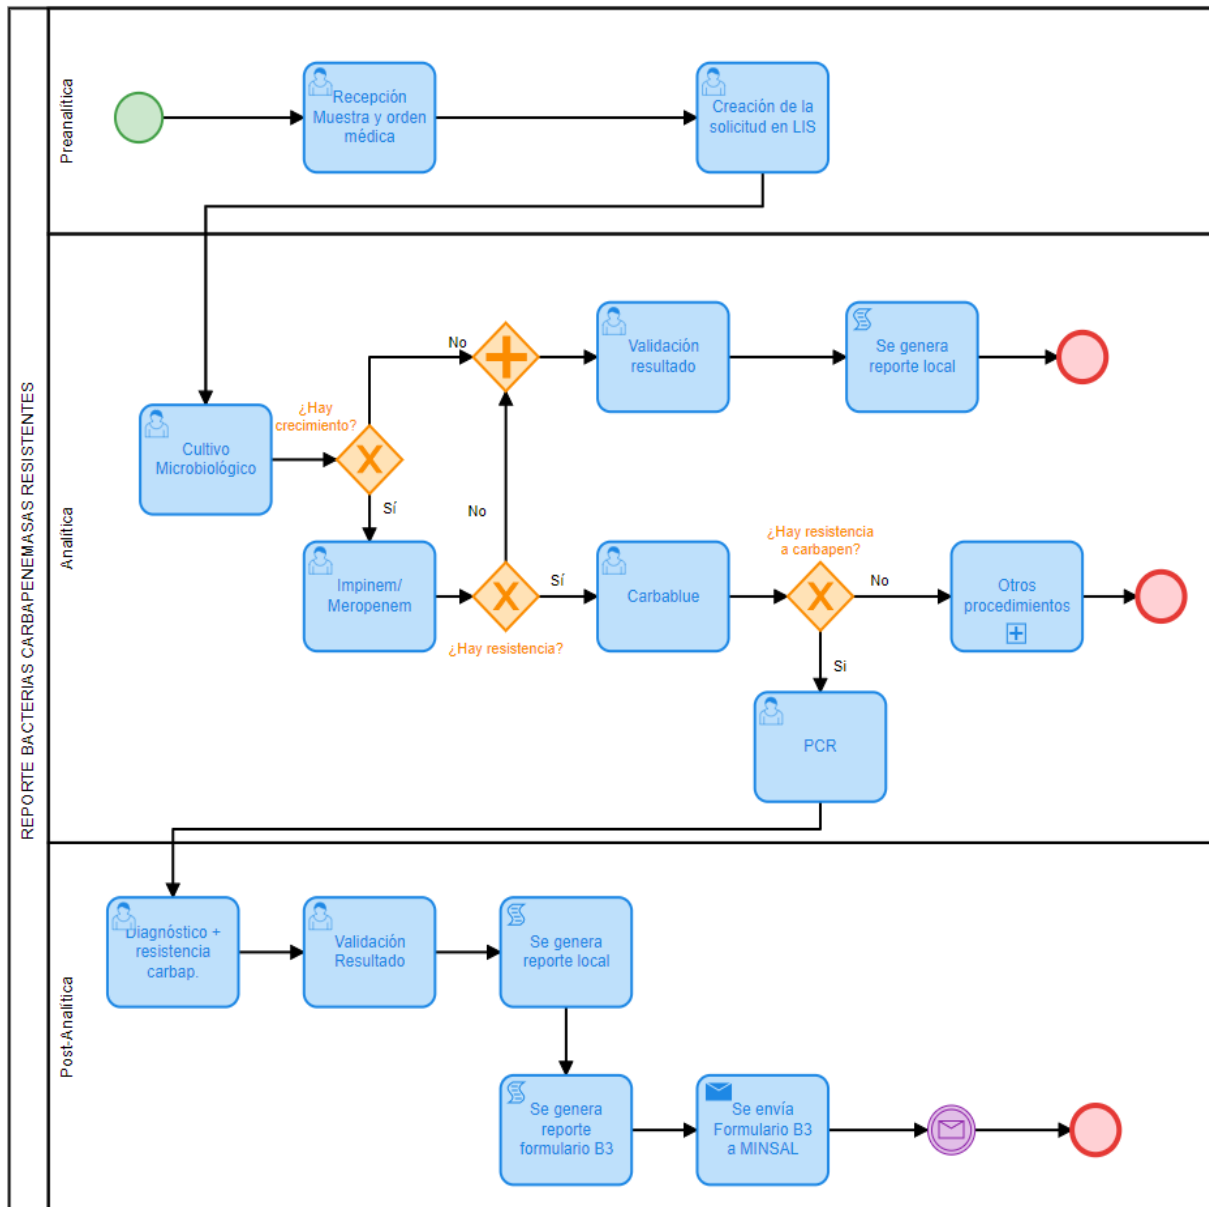 REPORTE BACTERIAS CARBAPENEMASAS RESISTENTES
Preanalítica
Recepción
Muestra y orden
médica
Creación de la
solicitud en LIS
Analítica
Cultivo
Microbiológico
¿Hay
crecimiento?
No
Sí
Validación
resultado
Se genera
reporte local
Impinem/
Meropenem
No
¿Hay resistencia?
Sí
Carbablue
¿Hay resistencia
a carbapen?
No
Otros
procedimientos
Si
PCR
Post-Analítica
Diagnóstico +
resistencia
carbap.
Validación
Resultado
Se genera
reporte local
Se genera
reporte
formulario B3
Se envía
Formulario B3
a MINSAL